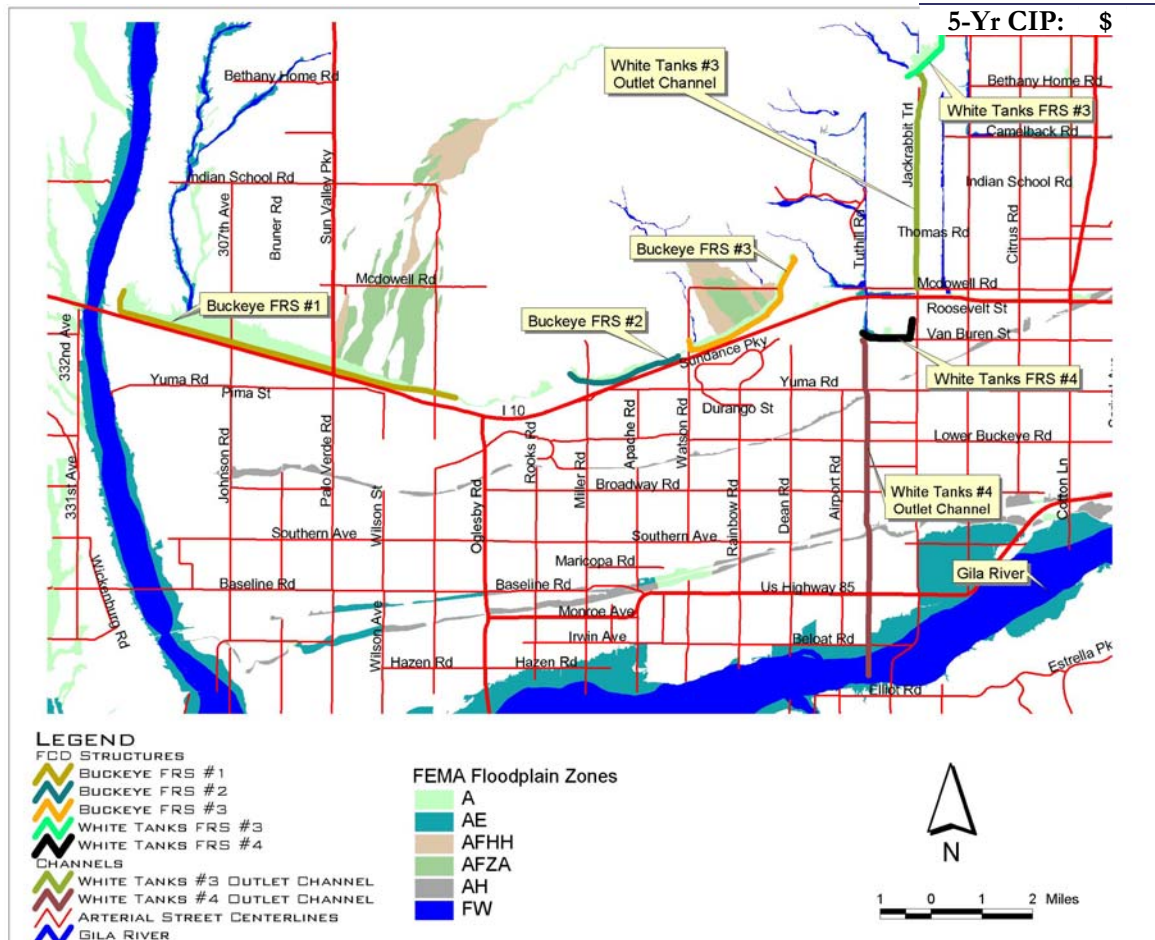 5-Yr CIP: $
White Tanks #3
Outlet Channel
Bethany Home Rd
Bethany Home Rd
White Tanks FRS #3
Camelback Rd
Jackrabbit Trl
Indian School Rd
Indian School Rd
307th Ave
Bruner Rd
Sun Valley Pky
Citrus Rd
Thomas Rd
Tuthill Rd
Buckeye FRS #3
Mcdowell Rd
Mcdowell Rd
Buckeye FRS #1
Roosevelt St
Buckeye FRS #2
Van Buren St
332nd Ave
Sundance Pky
Yuma Rd
Pima St
Yuma Rd
White Tanks FRS #4
I 10
Durango St
Lower Buckeye Rd
Johnson Rd
Palo Verde Rd
Wilson St
Oglesby Rd
Rooks Rd
Miller Rd
Apache Rd
Watson Rd
Broadway Rd
Rainbow Rd
Dean Rd
Airport Rd
White Tanks #4
Outlet Channel
Cotton Ln
331st Ave
Southern Ave
Southern Ave
Maricopa Rd
Gila River
Wickenburg Rd
Baseline Rd
Baseline Rd
Us Highway 85
Monroe Ave
Wilson Ave
Irwin Ave
Beloat Rd
Hazen Rd
Hazen Rd
Estrella Pk
Elliot Rd
LEGEND
FCD STRUCTURES
BUCKEYE FRS #1
BUCKEYE FRS #2
BUCKEYE FRS #3
WHITE TANKS FRS #3
WHITE TANKS FRS #4
CHANNELS
WHITE TANKS #3 OUTLET CHANNEL
WHITE TANKS #4 OUTLET CHANNEL
ARTERIAL STREET CENTERLINES
GILA RIVER
FEMA Floodplain Zones
A
AE
AFHH
AFZA
AH
FW
N
1 0 1 2 Miles